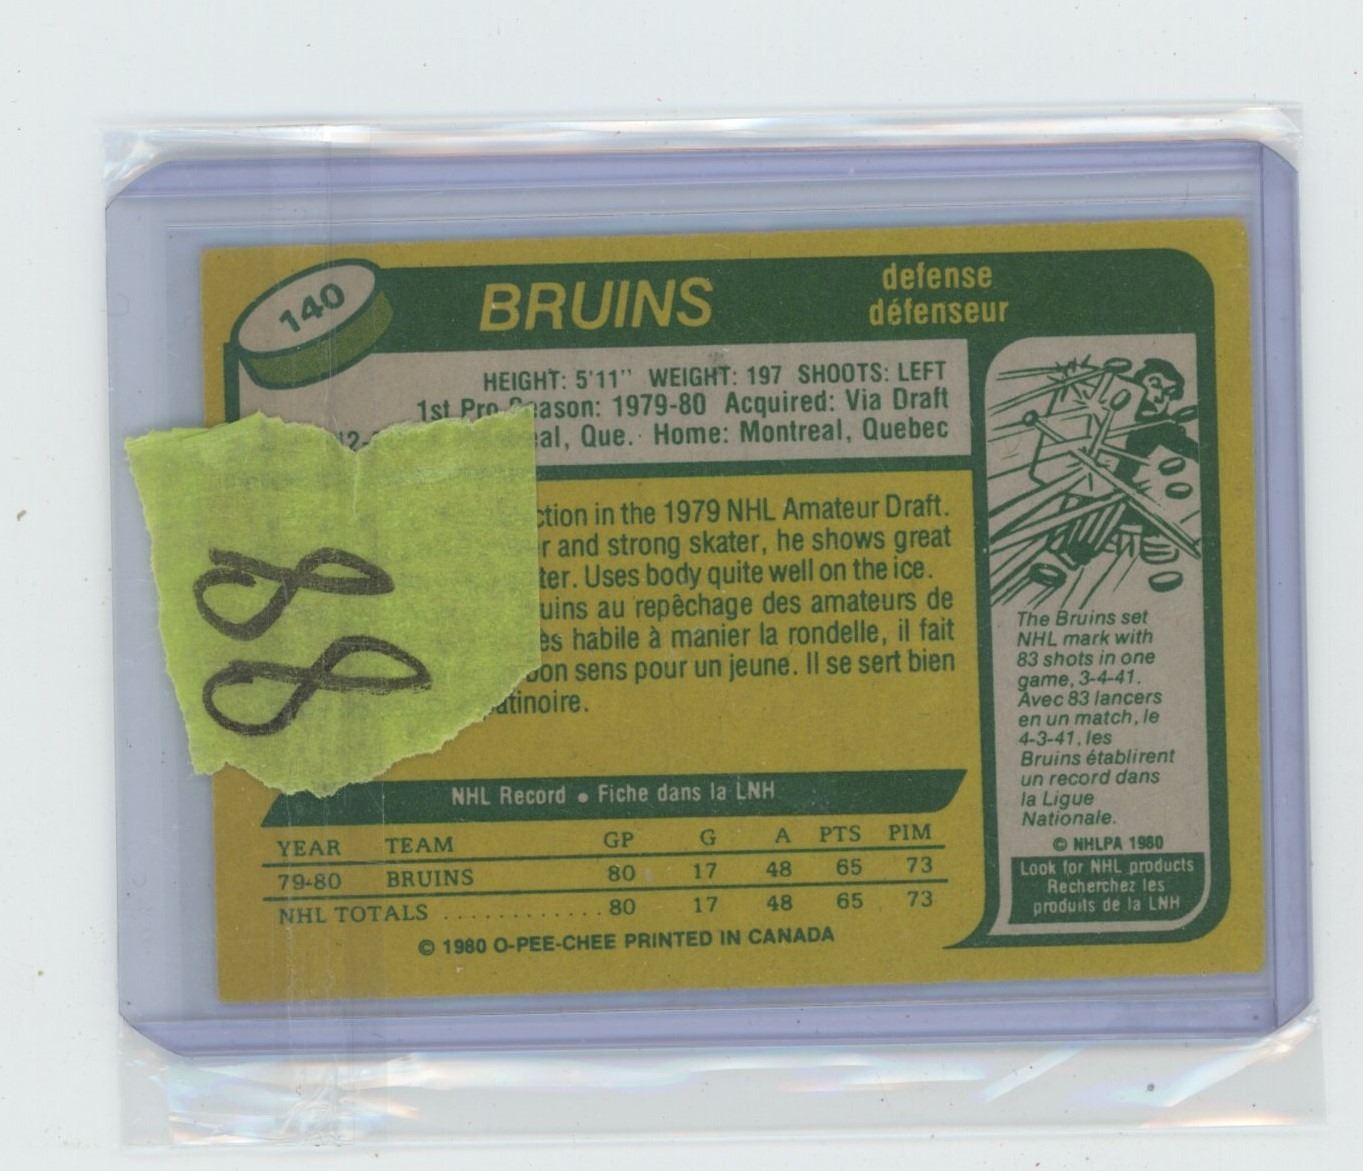 140
BRUINS
defense
défenseur
HEIGHT: 5'11" WEIGHT: 197 SHOOTS: LEFT
1st Pro Season: 1979-80 Acquired: Via Draft
12- eal, Que. Home: Montreal, Quebec
ction in the 1979 NHL Amateur Draft.
r and strong skater, he shows great
ter. Uses body quite well on the ice.
uins au repêchage des amateurs de
ès habile à manier la rondelle, il fait
bon sens pour un jeune. Il se sert bien
patinoire.
88
The Bruins set
NHL mark with
83 shots in one
game, 3-4-41.
Avec 83 lancers
en un match, le
4-3-41, les
Bruins établirent
un record dans
la Ligue
Nationale.
© NHLPA 1980
Look for NHL products
Recherchez les
produits de la LNH
NHL Record • Fiche dans la LNH
YEAR TEAM GP G A PTS PIM
79-80 BRUINS 80 17 48 65 73
NHL TOTALS ............. 80 17 48 65 73
© 1980 O-PEE-CHEE PRINTED IN CANADA